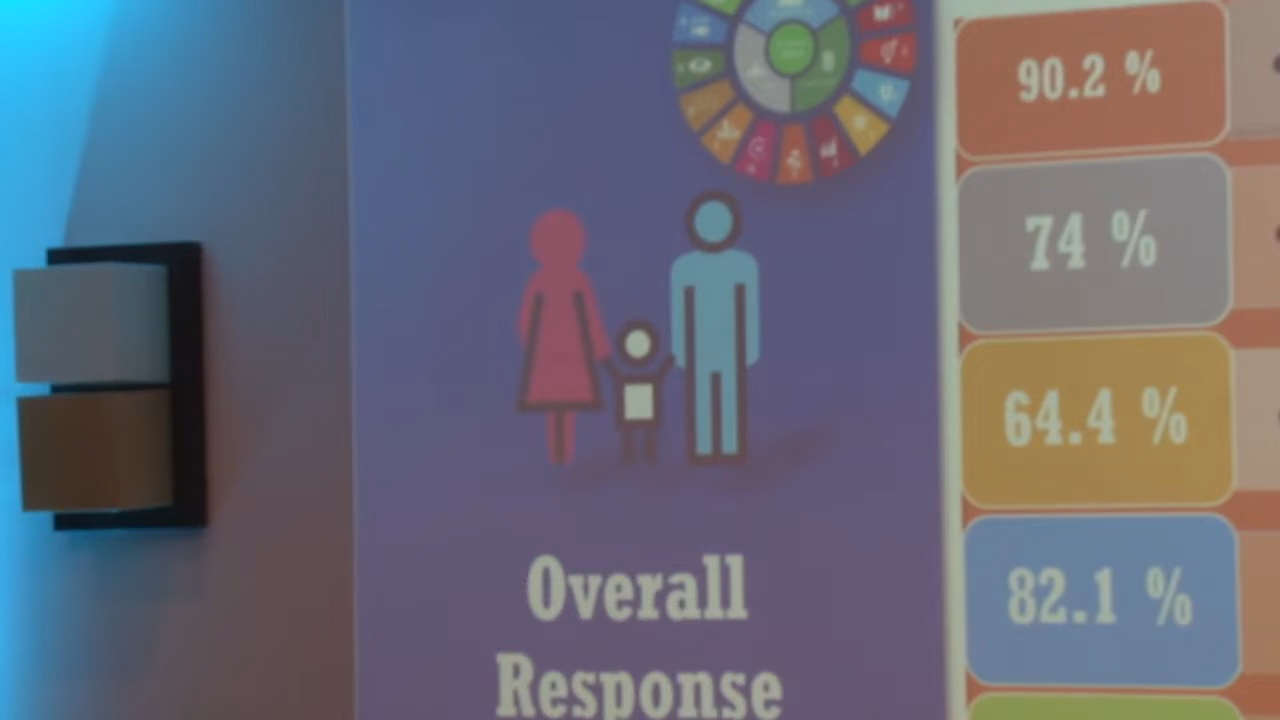 Overall
Response
90.2 %
74 %
64.4 %
82.1 %